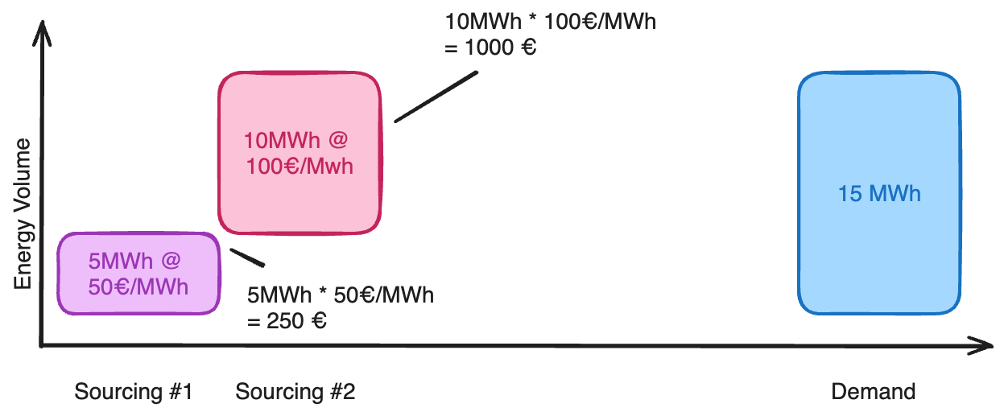 10MWh * 100€/MWh
= 1000 €
10MWh @
100€/Mwh
Energy Volume
15 MWh
5MWh @
50€/MWh
5MWh * 50€/MWh
= 250 €
Sourcing #1
Sourcing #2
Demand